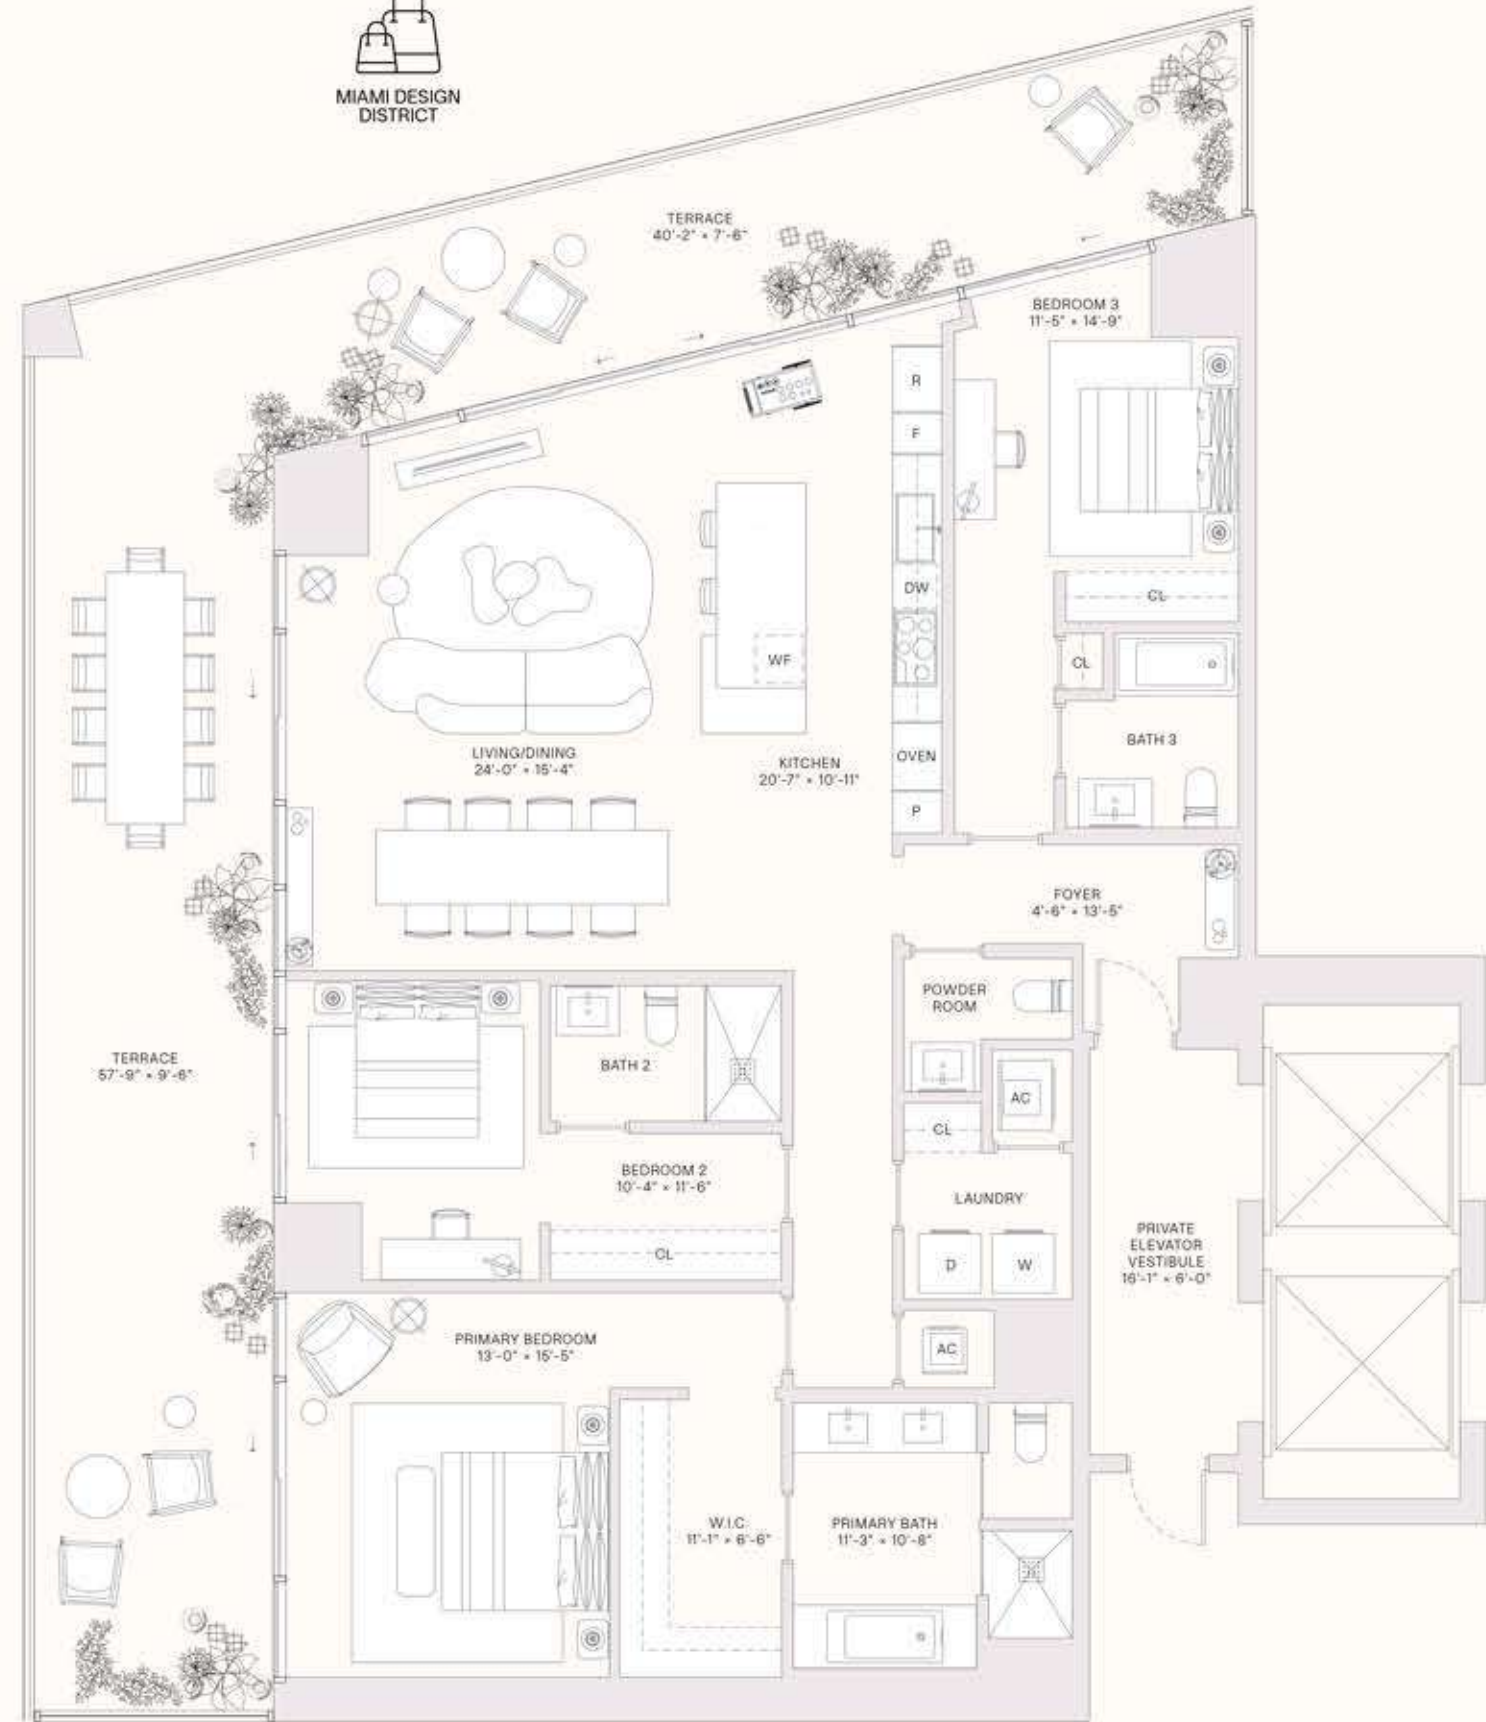 MIAMI DESIGN
DISTRICT
TERRACE
40'-2" × 7'-6"
BEDROOM 3
11'-5" × 14'-9"
R
F
DW
CL
WF
CL
BATH 3
LIVING/DINING
24'-0" × 15'-4"
KITCHEN
20'-7" × 10'-11"
OVEN
P
FOYER
4'-6" × 13'-5"
POWDER
ROOM
TERRACE
57'-9" × 9'-6"
BATH 2
AC
CL
BEDROOM 2
10'-4" × 11'-6"
LAUNDRY
CL
D
W
PRIVATE
ELEVATOR
VESTIBULE
16'-1" × 6'-0"
PRIMARY BEDROOM
13'-0" × 15'-5"
AC
W.I.C.
11'-1" × 6'-6"
PRIMARY BATH
11'-3" × 10'-8"